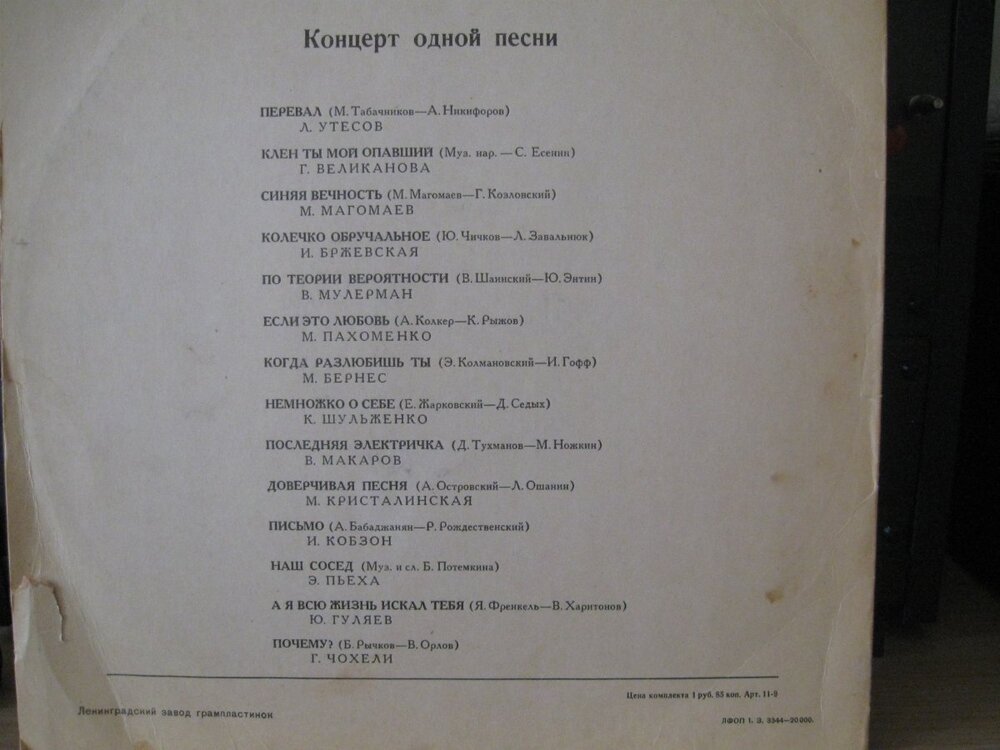 Концерт одной песни
ПЕРЕВАЛ (М. Табачников—А. Никифоров)
Л. УТЕСОВ
КЛЕН ТЫ МОЙ ОПАВШИЙ (Муз. нар. — С. Есенин)
Г. ВЕЛИКАНОВА
СИНЯЯ ВЕЧНОСТЬ (М. Магомаев—Г. Козловский)
М. МАГОМАЕВ
КОЛЕЧКО ОБРУЧАЛЬНОЕ (Ю. Чичков—Л. Завальнюк)
И. БРЖЕВСКАЯ
ПО ТЕОРИИ ВЕРОЯТНОСТИ (В. Шаинский—Ю. Энтин)
В. МУЛЕРМАН
ЕСЛИ ЭТО ЛЮБОВЬ (А. Колкер—К. Рыжов)
М. ПАХОМЕНКО
КОГДА РАЗЛЮБИШЬ ТЫ (Э. Колмановский—И. Гофф)
М. БЕРНЕС
НЕМНОЖКО О СЕБЕ (Е. Жарковский—Д. Седых)
К. ШУЛЬЖЕНКО
ПОСЛЕДНЯЯ ЭЛЕКТРИЧКА (Д. Тухманов—М. Ножкин)
В. МАКАРОВ
ДОВЕРЧИВАЯ ПЕСНЯ (А. Островский—Л. Ошанин)
М. КРИСТАЛИНСКАЯ
ПИСЬМО (А. Бабаджанян—Р. Рождественский)
И. КОБЗОН
НАШ СОСЕД (Муз. и сл. Б. Потемкина)
Э. ПЬЕХА
А Я ВСЮ ЖИЗНЬ ИСКАЛ ТЕБЯ (Я. Френкель—В. Харитонов)
Ю. ГУЛЯЕВ
ПОЧЕМУ? (Б. Рычков—В. Орлов)
Г. ЧОХЕЛИ
Цена комплекта 1 руб. 85 коп. Арт. 11-9
Ленинградский завод грампластинок
ЛФОП 1. З. 3344—20000.